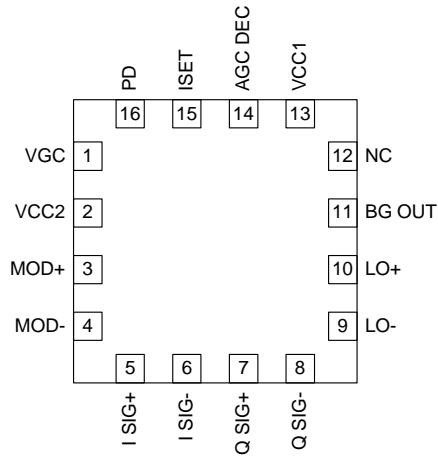 PD
ISET
AGC DEC
VCC1
16 15 14 13
VGC 1
12 NC
VCC2 2
11 BG OUT
MOD+ 3
10 LO+
MOD- 4
9 LO-
5 6 7 8
I SIG+
I SIG-
Q SIG+
Q SIG-